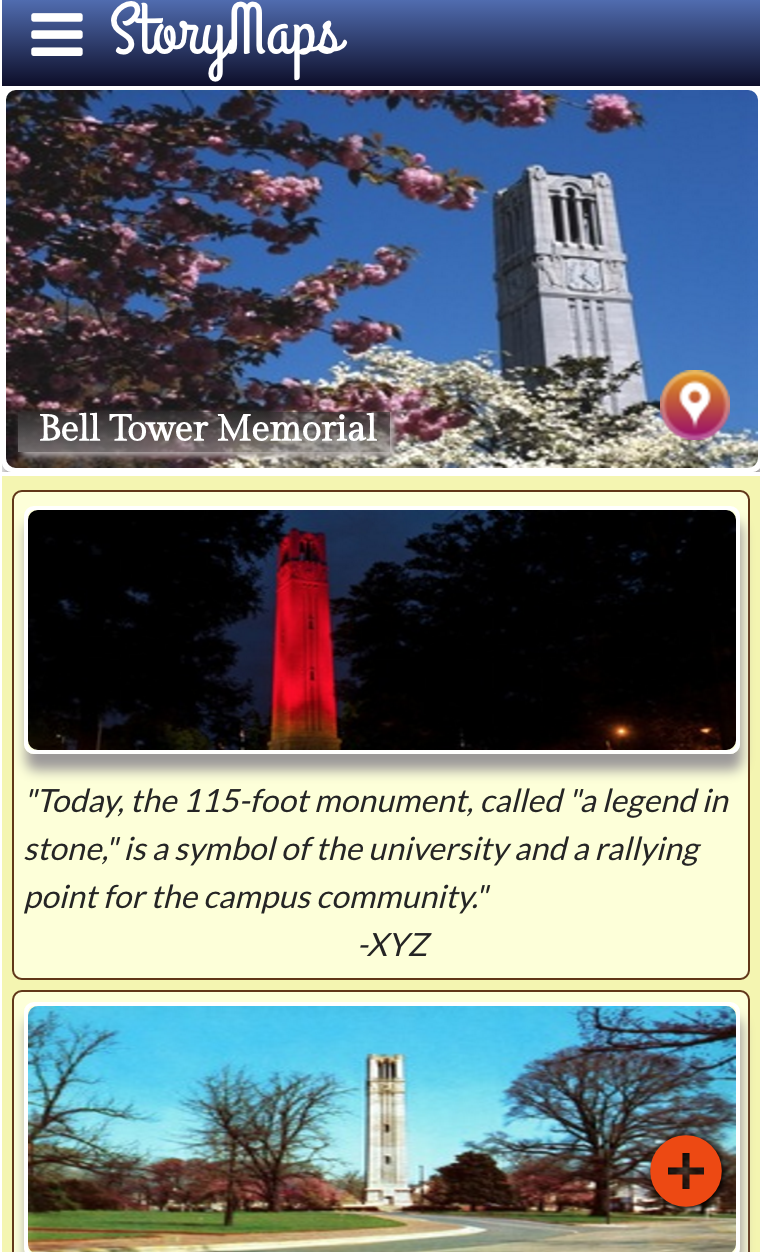 StoryMaps
Bell Tower Memorial
"Today, the 115-foot monument, called "a legend in
stone," is a symbol of the university and a rallying
point for the campus community."
-XYZ